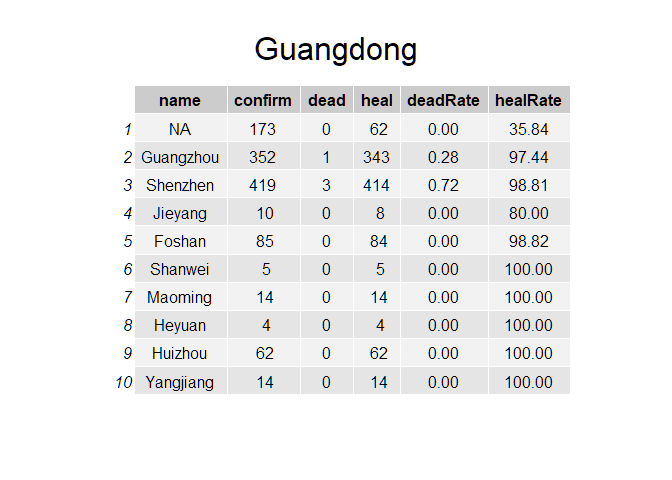 Guangdong
name confirm dead heal deadRate healRate
1 NA 173 0 62 0.00 35.84
2 Guangzhou 352 1 343 0.28 97.44
3 Shenzhen 419 3 414 0.72 98.81
4 Jieyang 10 0 8 0.00 80.00
5 Foshan 85 0 84 0.00 98.82
6 Shanwei 5 0 5 0.00 100.00
7 Maoming 14 0 14 0.00 100.00
8 Heyuan 4 0 4 0.00 100.00
9 Huizhou 62 0 62 0.00 100.00
10 Yangjiang 14 0 14 0.00 100.00